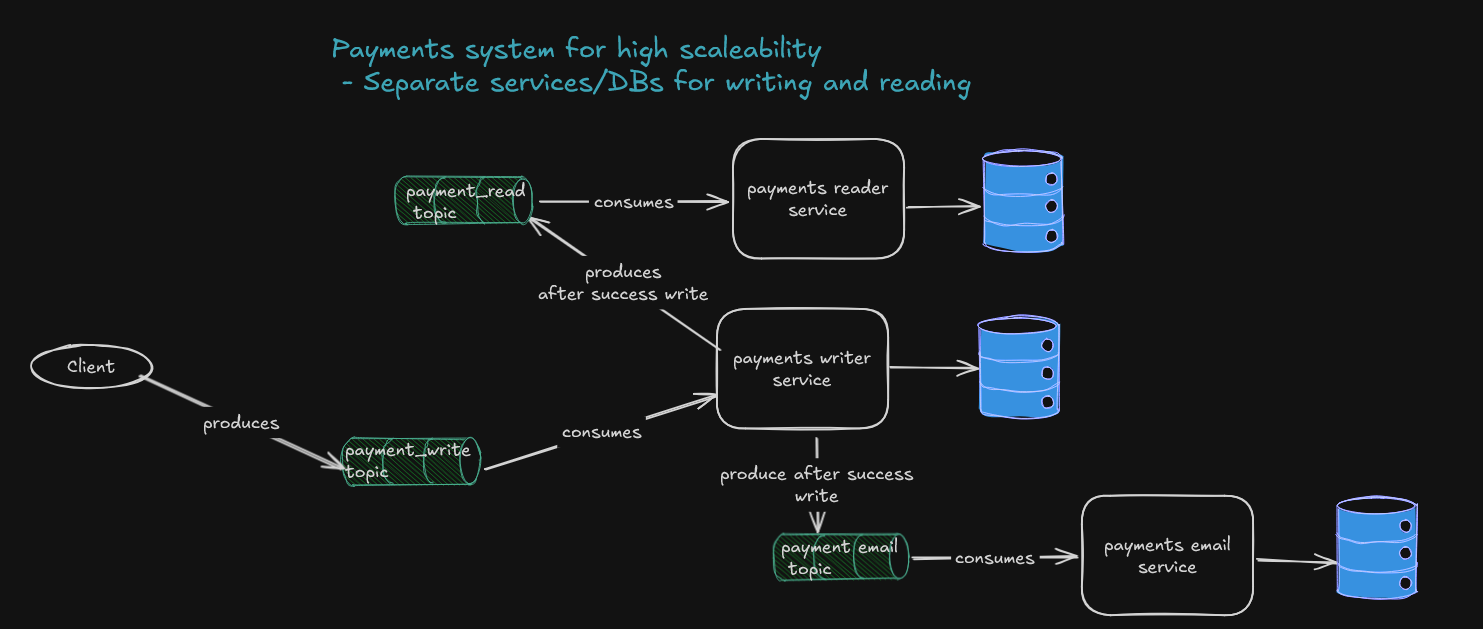 Payments system for high scaleability
- Separate services/DBs for writing and reading
payment_read
topic
consumes
payments reader
service
produces
after success write
Client
payments writer
service
produces
consumes
payment_write
topic
produce after success
write
payment email
topic
consumes
payments email
service